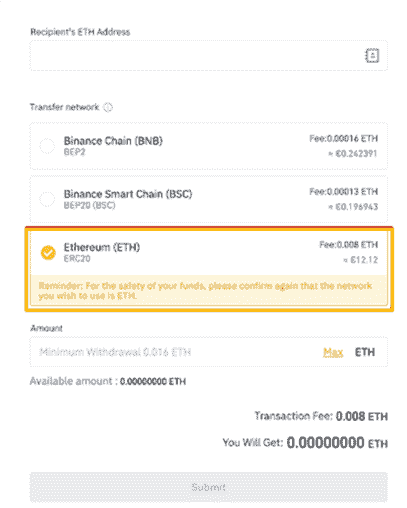 Recipient's ETH Address
Transfer network
Binance Chain (BNB) Fee:0.00016 ETH
BEP2 ≈ £0.242391
Binance Smart Chain (BSC) Fee:0.00013 ETH
BEP20 (BSC) ≈ £0.196943
Ethereum (ETH) Fee:0.008 ETH
ERC20 ≈ £12.12
Reminder: For the safety of your funds, please confirm again that the network
you wish to use is ETH.
Amount
Minimum Withdrawal 0.016 ETH Max ETH
Available amount : 0.00000000 ETH
Transaction Fee: 0.008 ETH
You Will Get: 0.00000000 ETH
Submit